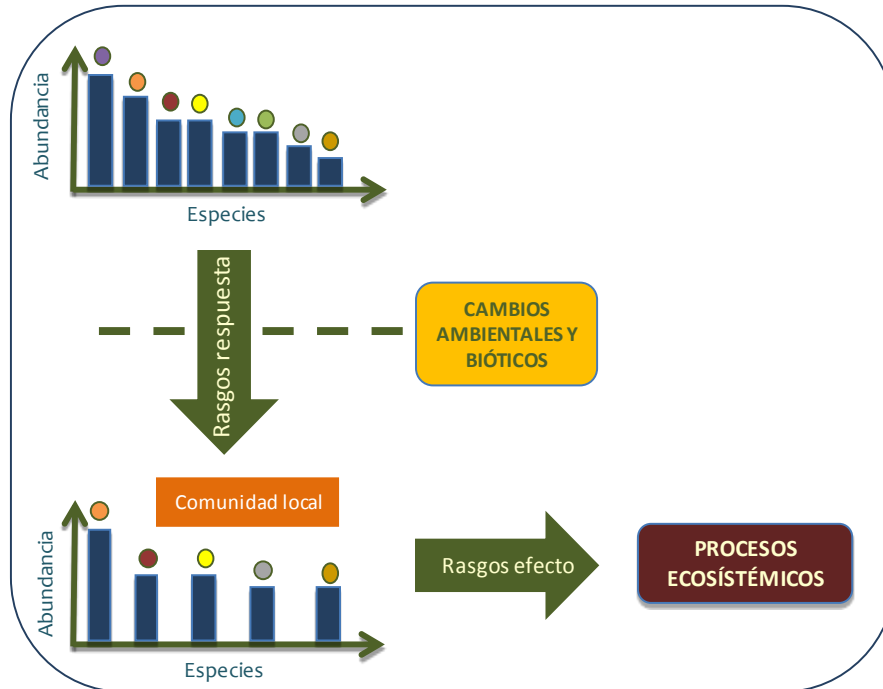 Abundancia
Especies
Rasgos respuesta
CAMBIOS
AMBIENTALES Y
BIÓTICOS
Comunidad local
Abundancia
Especies
Rasgos efecto
PROCESOS
ECOSÍSTÉMICOS